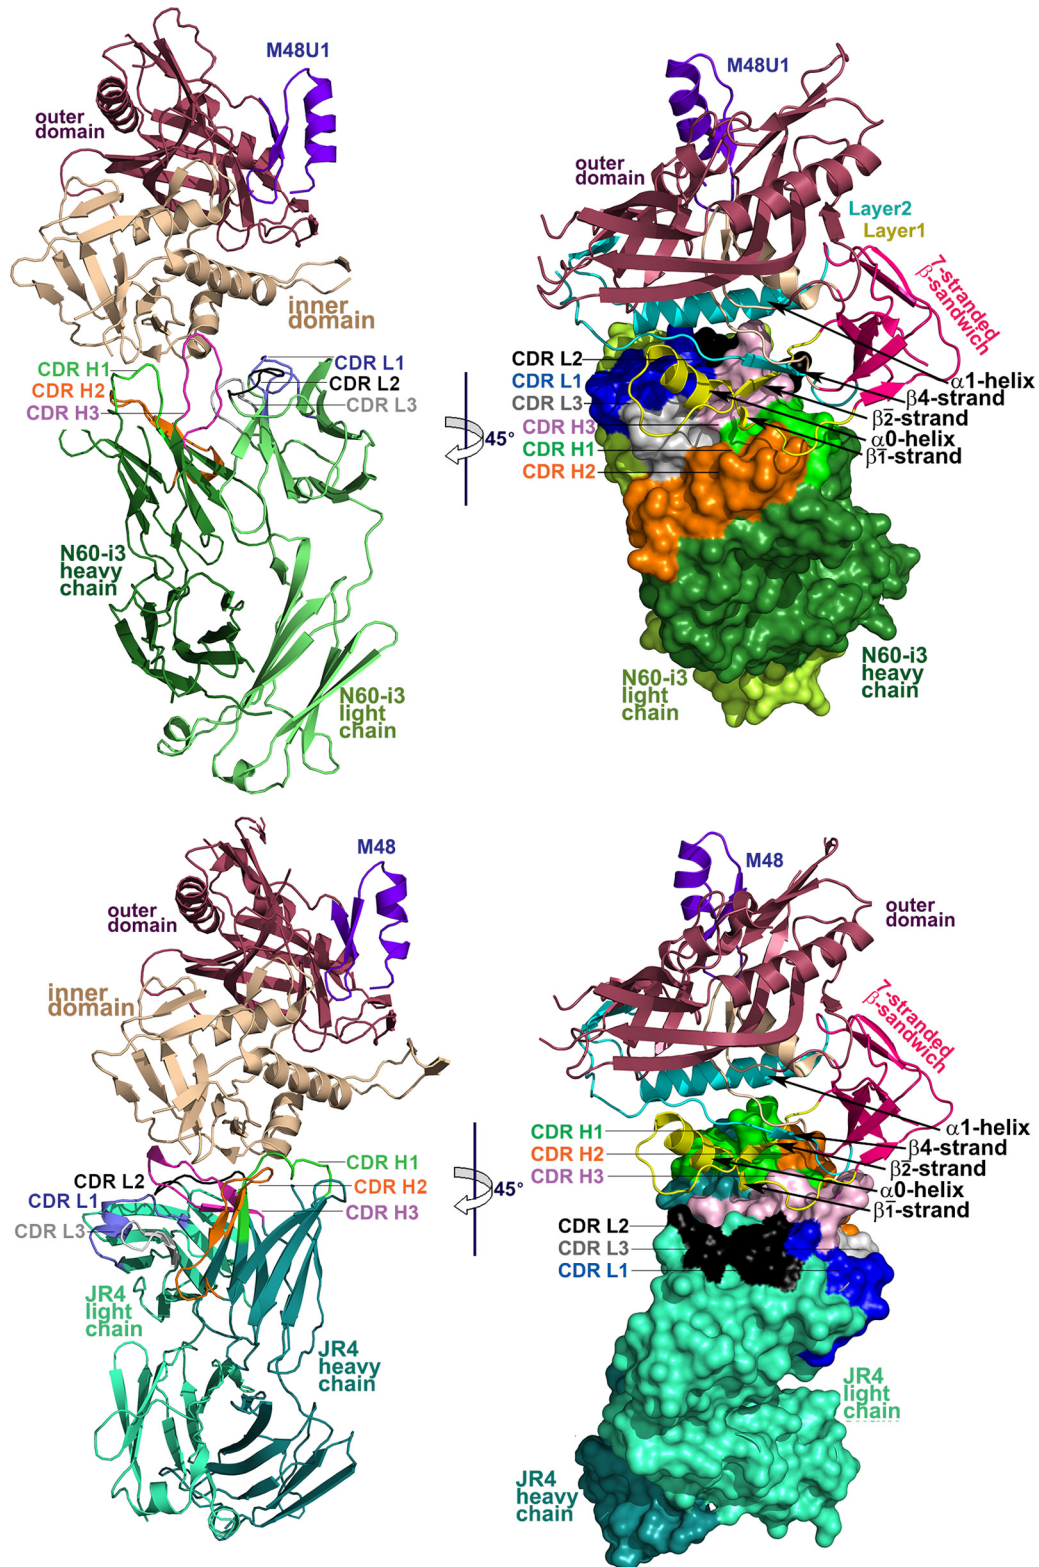 M48U1
outer
domain
inner
domain
CDR H1
CDR H2
CDR H3
CDR L1
CDR L2
CDR L3
N60-i3
heavy
chain
N60-i3
light
chain
45°
M48U1
outer
domain
Layer2
Layer1
7-stranded
β-sandwich
CDR L2
CDR L1
CDR L3
CDR H3
CDR H1
CDR H2
α1-helix
β4-strand
β2̅-strand
α0-helix
β1̅-strand
N60-i3
light
chain
N60-i3
heavy
chain
M48
outer
domain
inner
domain
CDR L2
CDR L1
CDR L3
CDR H1
CDR H2
CDR H3
JR4
light
chain
JR4
heavy
chain
45°
M48
outer
domain
7-stranded
β-sandwich
CDR H1
CDR H2
CDR H3
α1-helix
β4-strand
β2̅-strand
α0-helix
β1̅-strand
CDR L2
CDR L3
CDR L1
JR4
light
chain
JR4
heavy
chain